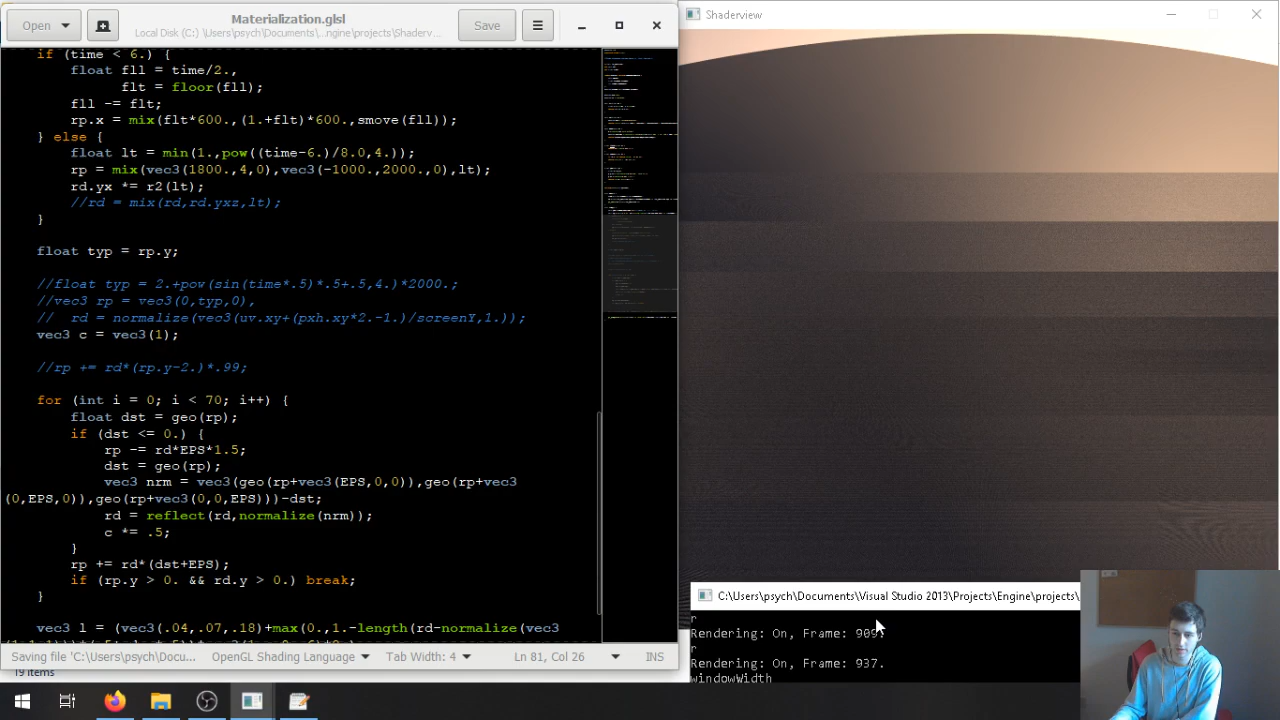 Open
Materialization.glsl
Local Disk (C:) \Users\psych\Documents\...ngine\projects\Shaderv...
Save
if (time < 6.) {
float fll = time/2.,
flt = floor(fll);
fll -= flt;
rp.x = mix(flt*600.,(1.+flt)*600.,smove(fll));
} else {
float lt = min(1.,pow((time-6.)/8.0,4.));
rp = mix(vec3(1800.,4,0),vec3(-1000.,2000.,0),lt);
rd.yx *= r2(lt);
//rd = mix(rd,rd.yxz,lt);
}
float typ = rp.y;
//float typ = 2.+pow(sin(time*.5)*.5+.5,4.)*2000.;
//vec3 rp = vec3(0,typ,0),
// rd = normalize(vec3(uv.xy+(pxh.xy*2.-1.)/screenY,1.));
vec3 c = vec3(1);
//rp += rd*(rp.y-2.)*.99;
for (int i = 0; i < 70; i++) {
float dst = geo(rp);
if (dst <= 0.) {
rp -= rd*EPS*1.5;
dst = geo(rp);
vec3 nrm = vec3(geo(rp+vec3(EPS,0,0)),geo(rp+vec3
(0,EPS,0)),geo(rp+vec3(0,0,EPS)))-dst;
rd = reflect(rd,normalize(nrm));
c *= .5;
}
rp += rd*(dst+EPS);
if (rp.y > 0. && rd.y > 0.) break;
}
vec3 l = (vec3(.04,.07,.18)+max(0.,1.-length(rd-normalize(vec3
Saving file 'C:\Users\psych\Docu...
OpenGL Shading Language
Tab Width: 4
Ln 81, Col 26
INS
19 items
Shaderview
C:\Users\psych\Documents\Visual Studio 2013\Projects\Engine\projects\
r
Rendering: On, Frame: 909.
r
Rendering: On, Frame: 937.
windowWidth